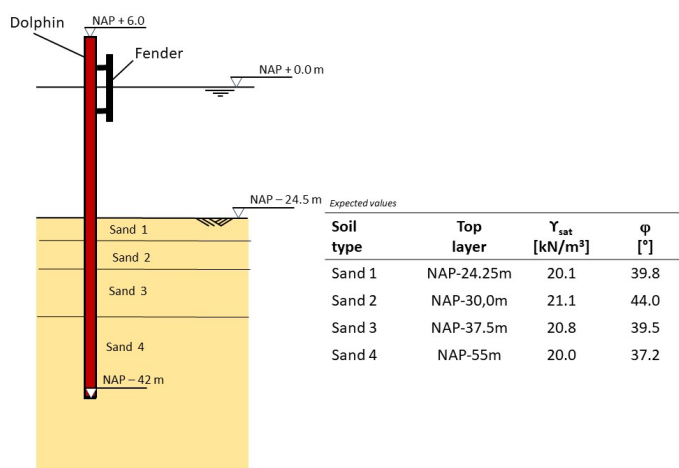 Dolphin
NAP + 6.0
Fender
NAP + 0.0 m
NAP – 24.5 m
Sand 1
Sand 2
Sand 3
Sand 4
NAP – 42 m
Expected values
Soil type Top layer ϒsat [kN/m³] φ [°]
Sand 1 NAP-24.25m 20.1 39.8
Sand 2 NAP-30,0m 21.1 44.0
Sand 3 NAP-37.5m 20.8 39.5
Sand 4 NAP-55m 20.0 37.2